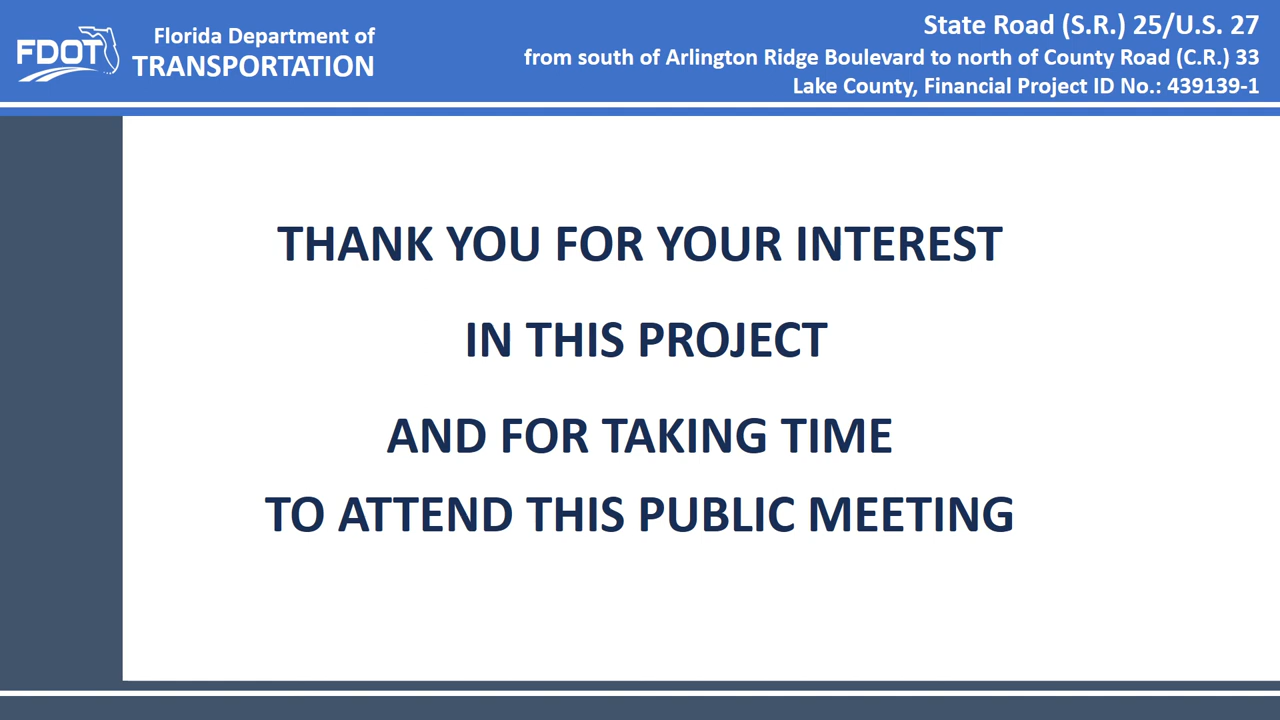 FDOT
Florida Department of
TRANSPORTATION
State Road (S.R.) 25/U.S. 27
from south of Arlington Ridge Boulevard to north of County Road (C.R.) 33
Lake County, Financial Project ID No.: 439139-1
THANK YOU FOR YOUR INTEREST
IN THIS PROJECT
AND FOR TAKING TIME
TO ATTEND THIS PUBLIC MEETING